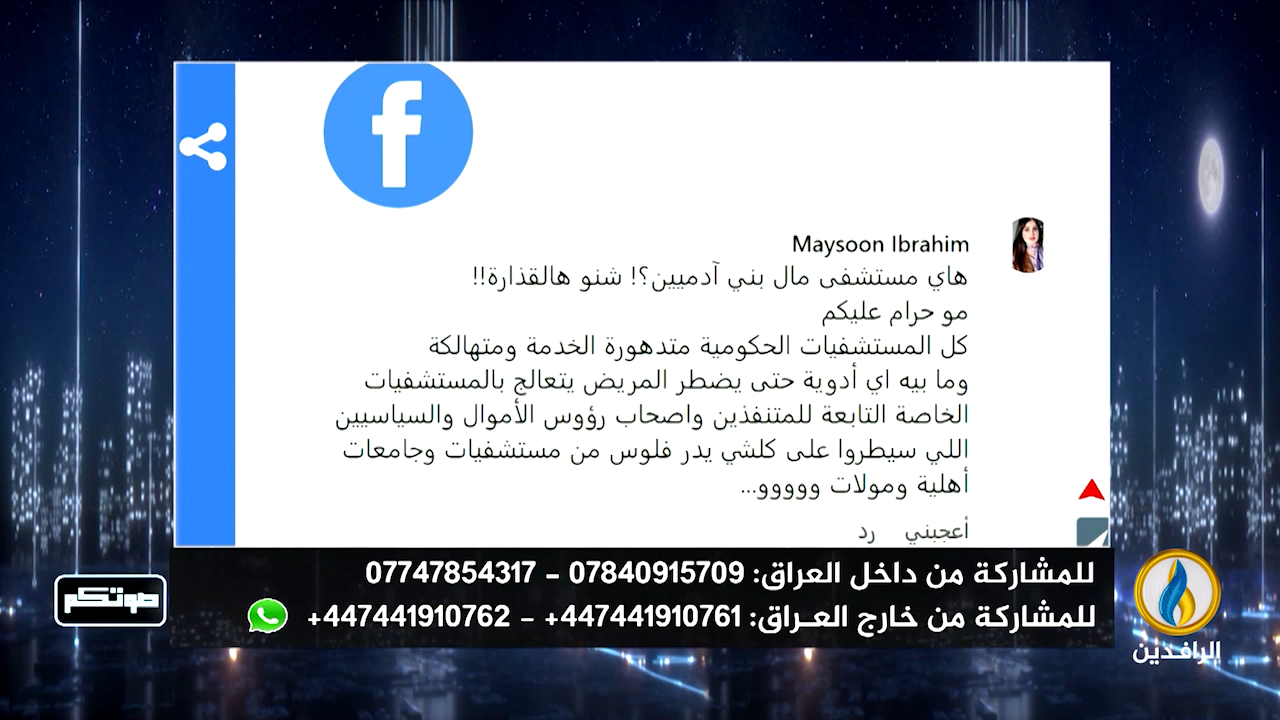 Maysoon Ibrahim
هاي مستشفى مال بني آدميين؟! شنو هالقذارة!!
مو حرام عليكم
كل المستشفيات الحكومية متدهورة الخدمة ومتهالكة
وما بيه اي أدوية حتى يضطر المريض يتعالج بالمستشفيات
الخاصة التابعة للمتنفذين واصحاب رؤوس الأموال والسياسيين
اللي سيطروا على كلشي يدر فلوس من مستشفيات وجامعات
أهلية ومولات ووووو...
أعجبني رد
للمشاركة من داخل العراق: 07840915709 - 07747854317
للمشاركة من خارج العـراق: 447441910761+ - 447441910762+
صوتكم
الرافدين